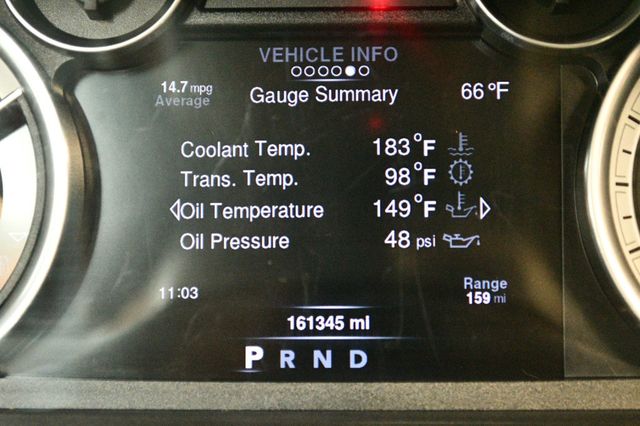 VEHICLE INFO
14.7 mpg
Average
Gauge Summary
66°F
Coolant Temp. 183°F
Trans. Temp. 98°F
Oil Temperature 149°F
Oil Pressure 48 psi
11:03
Range
159 mi
161345 mi
P R N D